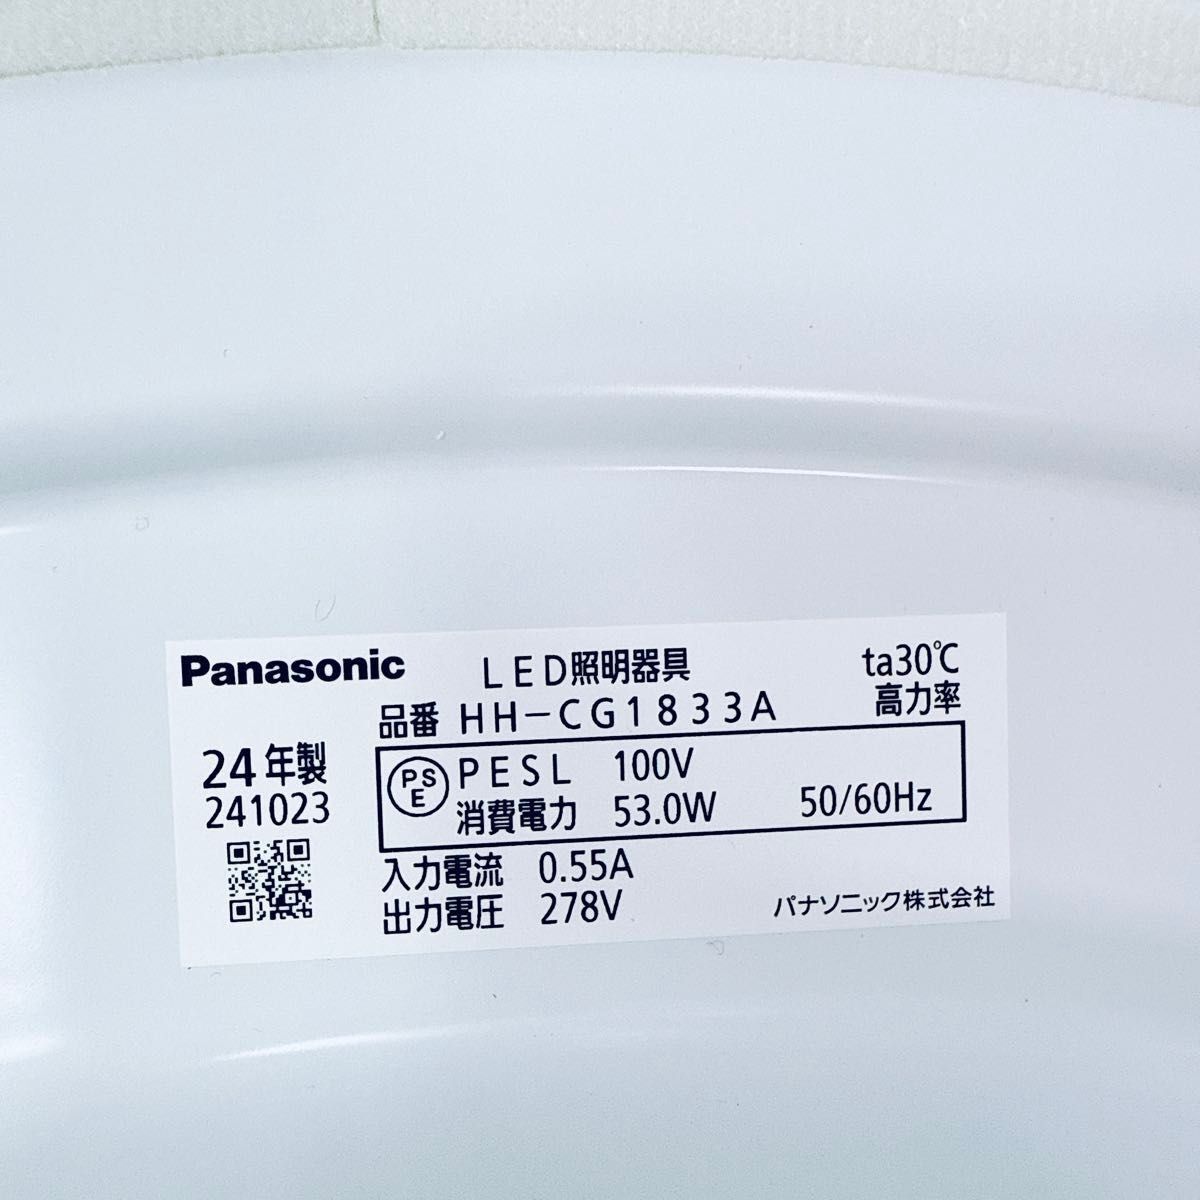 Panasonic LED照明器具 ta30℃
品番 HH-CG1833A 高力率
24年製
241023
PSE PESL 100V
消費電力 53.0W 50/60Hz
入力電流 0.55A
出力電圧 278V
パナソニック株式会社